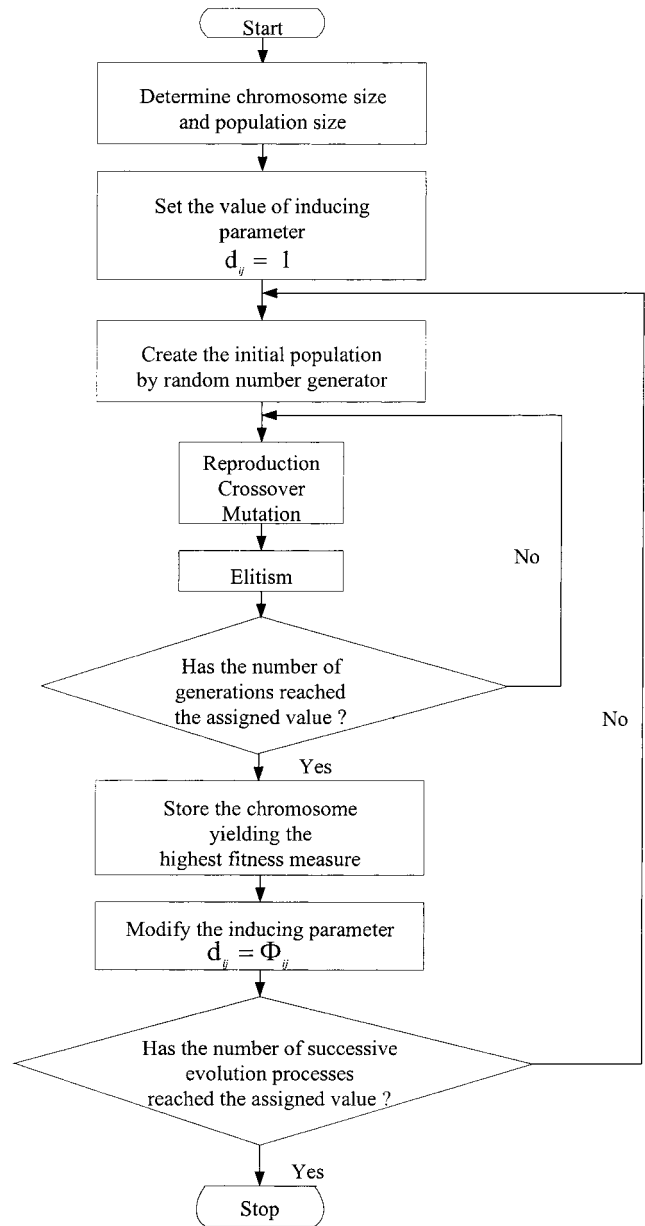 Start
Determine chromosome size
and population size
Set the value of inducing
parameter
d_ij = 1
Create the initial population
by random number generator
Reproduction
Crossover
Mutation
Elitism
No
Has the number of
generations reached
the assigned value ?
No
Yes
Store the chromosome
yielding the
highest fitness measure
Modify the inducing parameter
d_ij = Φ_ij
Has the number of successive
evolution processes
reached the assigned value ?
Yes
Stop